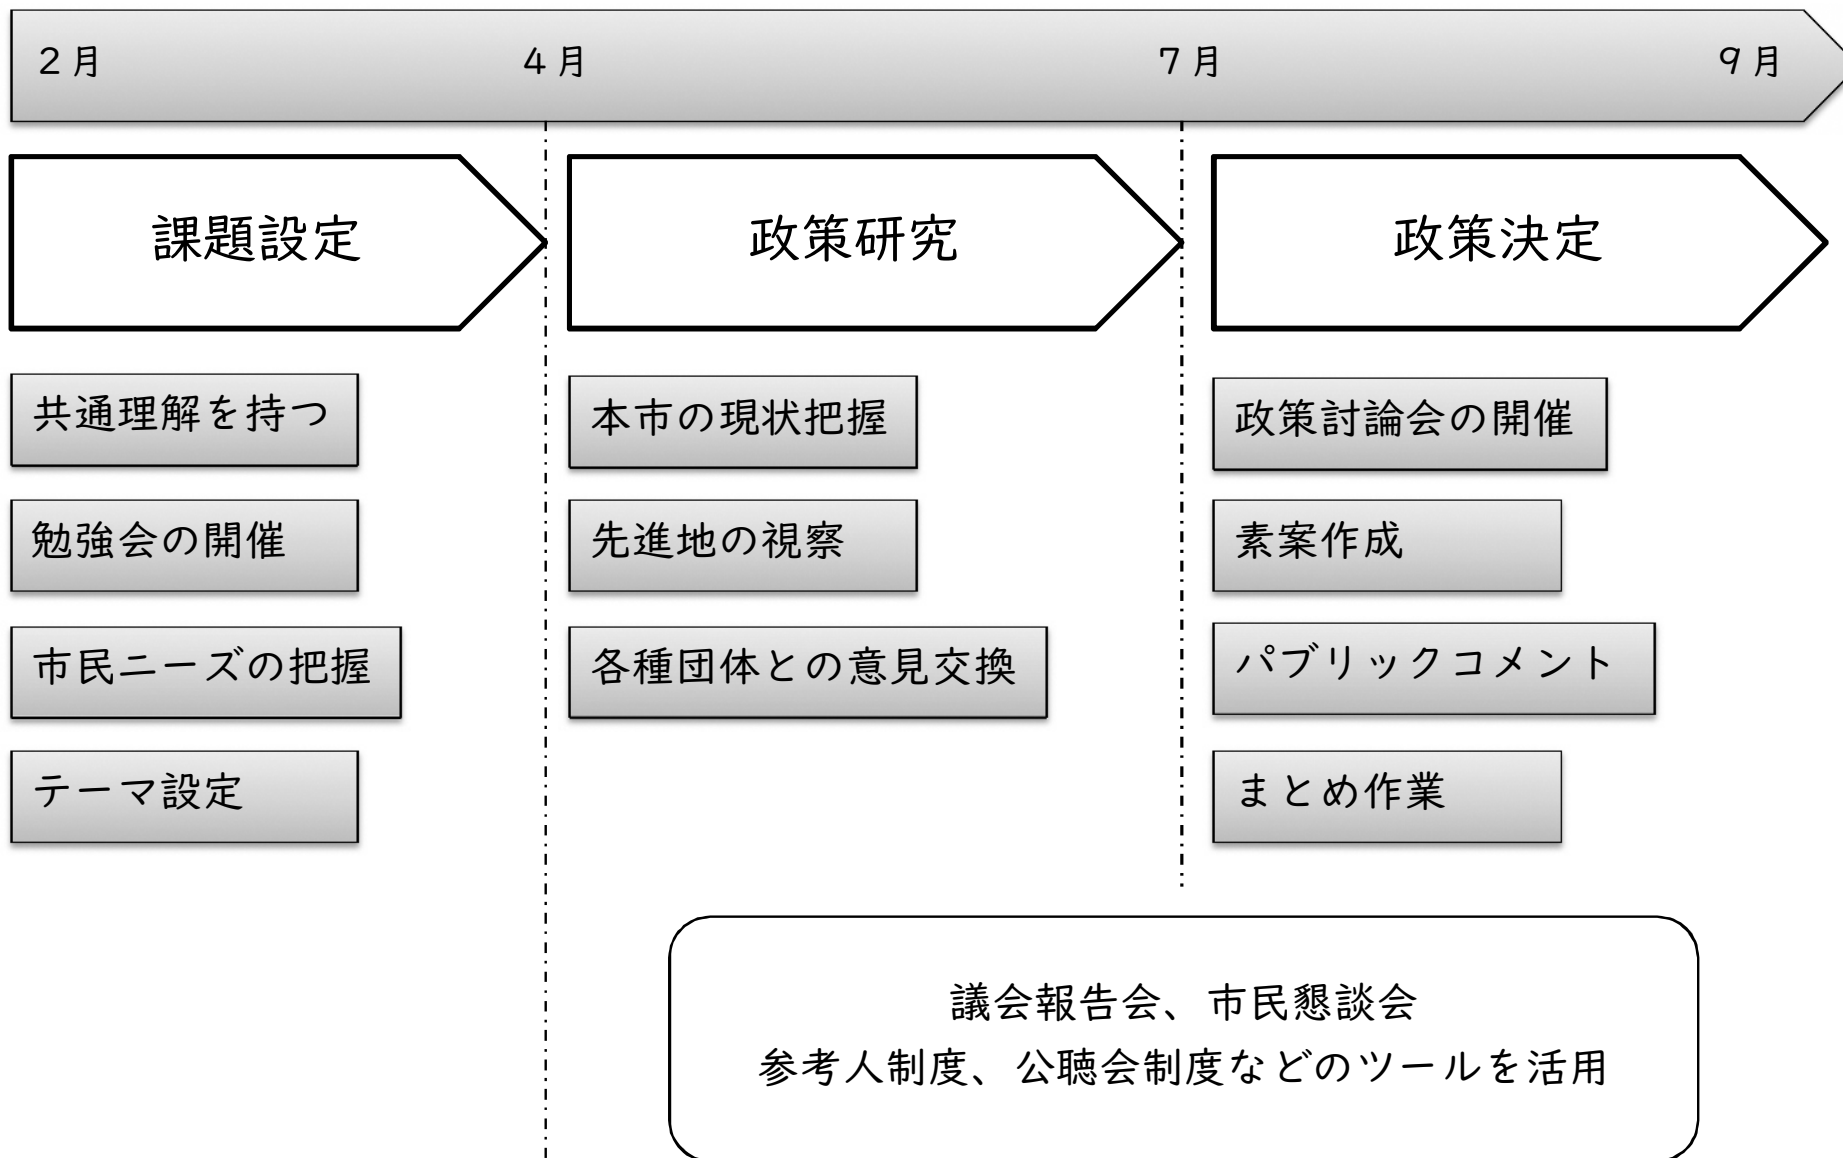 2月
4月
7月
9月
課題設定
政策研究
政策決定
共通理解を持つ
勉強会の開催
市民ニーズの把握
テーマ設定
本市の現状把握
先進地の視察
各種団体との意見交換
政策討論会の開催
素案作成
パブリックコメント
まとめ作業
議会報告会、市民懇談会
参考人制度、公聴会制度などのツールを活用